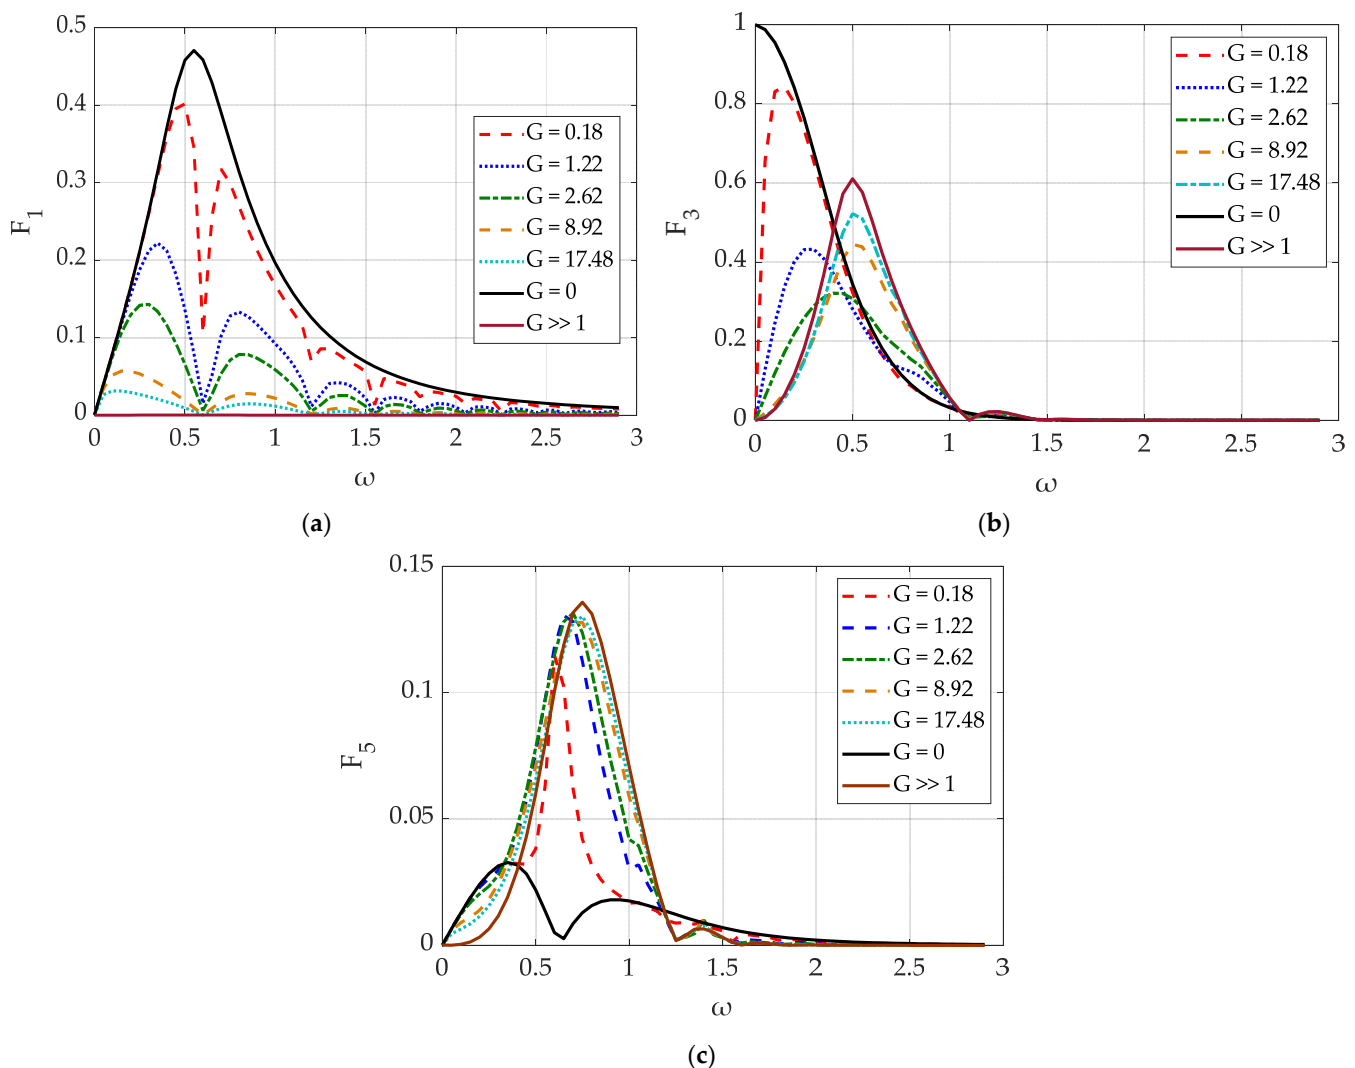 0.5
0.4
0.3
0.2
0.1
0
F1
0 0.5 1 1.5 2 2.5 3
ω
G = 0.18
G = 1.22
G = 2.62
G = 8.92
G = 17.48
G = 0
G >> 1
(a)
1
0.8
0.6
0.4
0.2
0
F3
0 0.5 1 1.5 2 2.5 3
ω
G = 0.18
G = 1.22
G = 2.62
G = 8.92
G = 17.48
G = 0
G >> 1
(b)
0.15
0.1
0.05
0
F5
0 0.5 1 1.5 2 2.5 3
ω
G = 0.18
G = 1.22
G = 2.62
G = 8.92
G = 17.48
G = 0
G >> 1
(c)